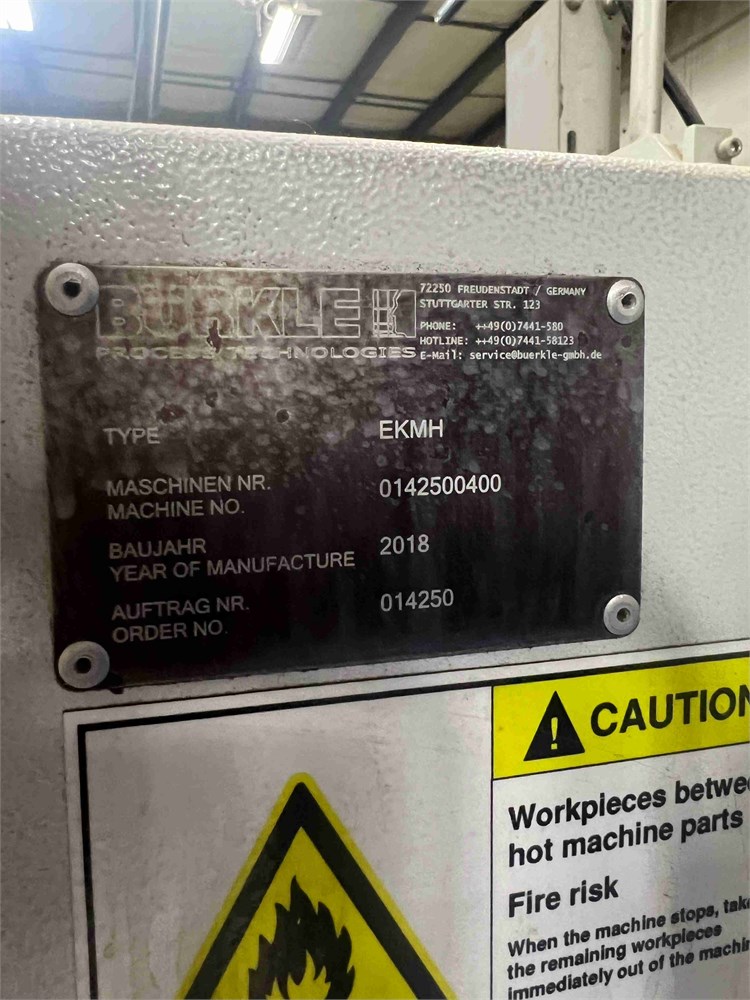 BÜRKLE
PROCESS TECHNOLOGIES
72250 FREUDENSTADT / GERMANY
STUTTGARTER STR. 123
PHONE: ++49(0)7441-580
HOTLINE: ++49(0)7441-58123
E-Mail: service@buerkle-gmbh.de
TYPE EKMH
MASCHINEN NR. 0142500400
MACHINE NO.
BAUJAHR 2018
YEAR OF MANUFACTURE
AUFTRAG NR. 014250
ORDER NO.
CAUTION
Workpieces betwee
hot machine parts
Fire risk
When the machine stops, take
the remaining workpieces
immediately out of the machin